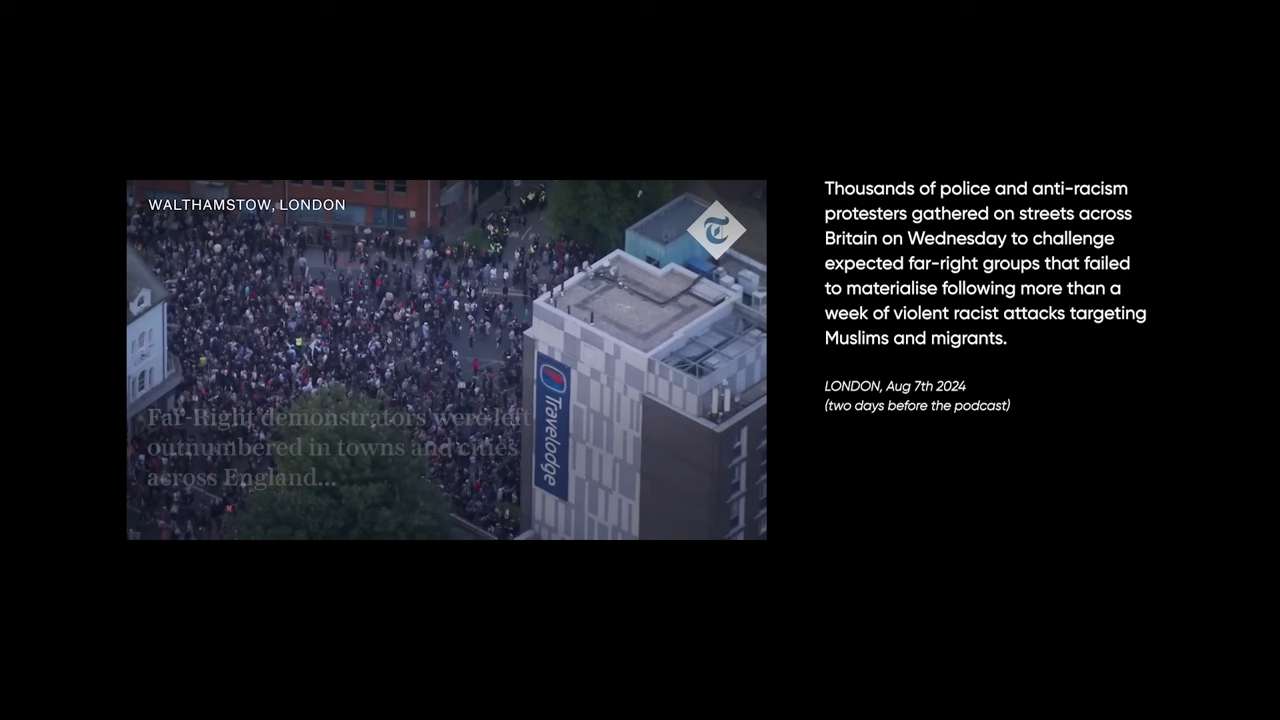 WALTHAMSTOW, LONDON
T
Travelodge
Far-Right demonstrators were left
outnumbered in towns and cities
across England...
Thousands of police and anti-racism
protesters gathered on streets across
Britain on Wednesday to challenge
expected far-right groups that failed
to materialise following more than a
week of violent racist attacks targeting
Muslims and migrants.
LONDON, Aug 7th 2024
(two days before the podcast)